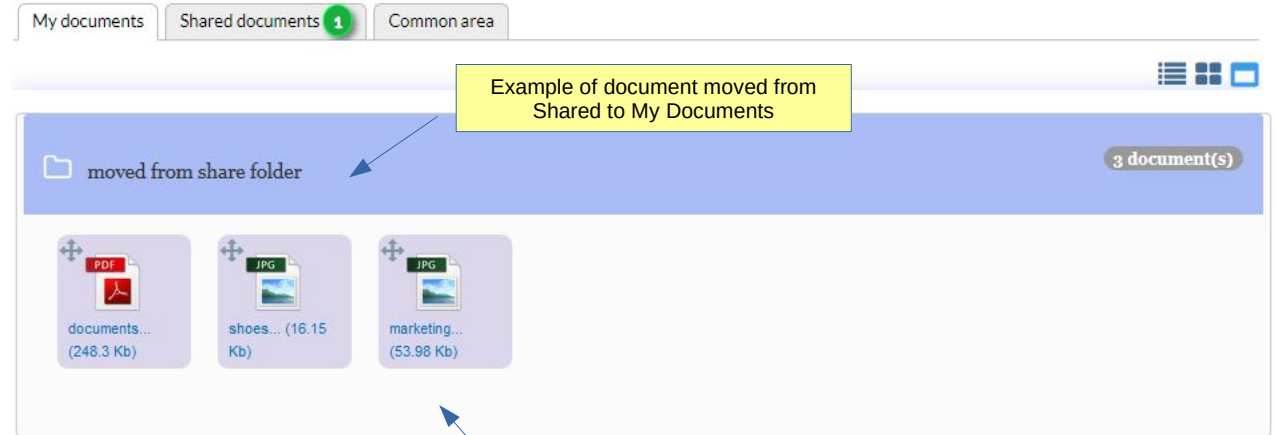 My documents
Shared documents 1
Common area
Example of document moved from
Shared to My Documents
moved from share folder
3 document(s)
PDF
JPG
JPG
documents...
(248.3 Kb)
shoes... (16.15
Kb)
marketing...
(53.98 Kb)